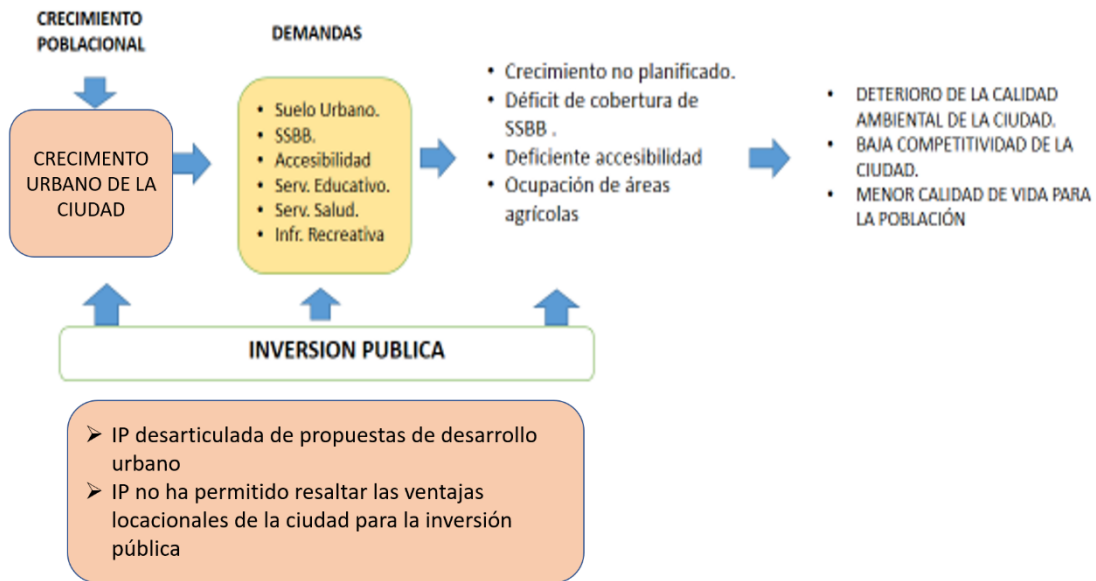 CRECIMIENTO
POBLACIONAL
CRECIMENTO
URBANO DE LA
CIUDAD
DEMANDAS
• Suelo Urbano.
• SSBB.
• Accesibilidad
• Serv. Educativo.
• Serv. Salud.
• Infr. Recreativa
• Crecimiento no planificado.
• Déficit de cobertura de
SSBB .
• Deficiente accesibilidad
• Ocupación de áreas
agrícolas
• DETERIORO DE LA CALIDAD
AMBIENTAL DE LA CIUDAD.
• BAJA COMPETITIVIDAD DE LA
CIUDAD.
• MENOR CALIDAD DE VIDA PARA
LA POBLACIÓN
INVERSION PUBLICA
➢ IP desarticulada de propuestas de desarrollo
urbano
➢ IP no ha permitido resaltar las ventajas
locacionales de la ciudad para la inversión
pública